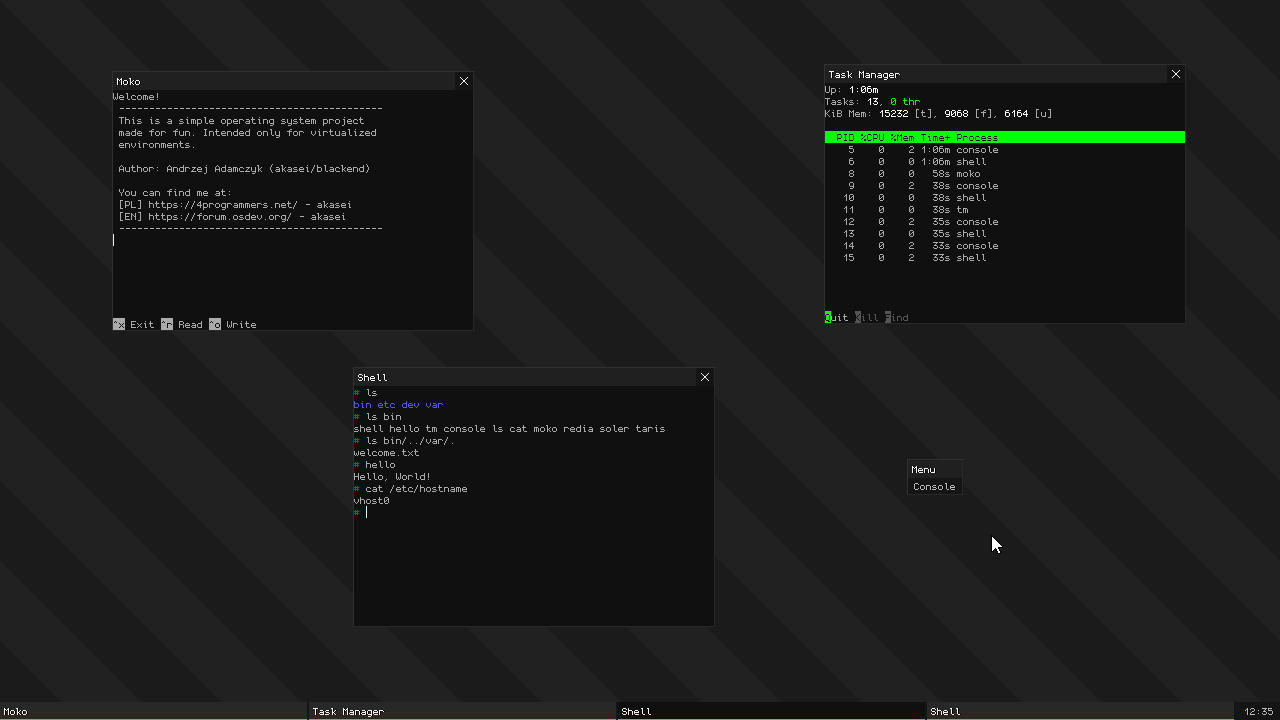 Moko
Welcome!
---------------------------------------------
This is a simple operating system project
made for fun. Intended only for virtualized
environments.
Author: Andrzej Adamczyk (akasei/blackend)
You can find me at:
[PL] https://4programmers.net/ - akasei
[EN] https://forum.osdev.org/ - akasei
---------------------------------------------
^x Exit ^r Read ^o Write
Task Manager
Up: 1:06m
Tasks: 13, 0 thr
KiB Mem: 15232 [t], 9068 [f], 6164 [u]
PID %CPU %Mem Time+ Process
5 0 2 1:06m console
6 0 0 1:06m shell
8 0 0 58s moko
9 0 2 38s console
10 0 0 38s shell
11 0 0 38s tm
12 0 2 35s console
13 0 0 35s shell
14 0 2 33s console
15 0 2 33s shell
Quit Kill Find
Shell
# ls
bin etc dev var
# ls bin
shell hello tm console ls cat moko redia soler taris
# ls bin/../var/.
welcome.txt
# hello
Hello, World!
# cat /etc/hostname
vhost0
#
Menu
Console
Moko
Task Manager
Shell
Shell
12:35